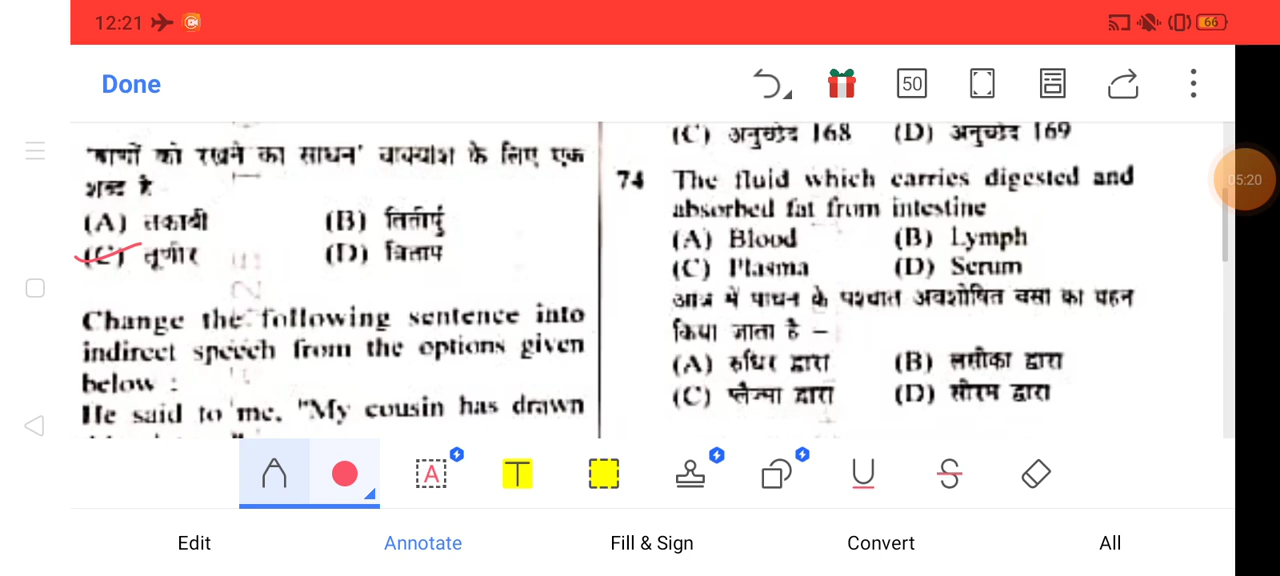 12:21
66
Done
50
05:20
'बाणों को रखने का साधन' वाक्यांश के लिए एक
शब्द है
(A) तकाबी (B) तितीर्षु
(C) तूणीर (D) त्रिताप
Change the following sentence into
indirect speech from the options given
below :
He said to me, "My cousin has drawn
(C) अनुच्छेद 168 (D) अनुच्छेद 169
74 The fluid which carries digested and
absorbed fat from intestine
(A) Blood (B) Lymph
(C) Plasma (D) Serum
आंत्र में पाचन के पश्चात अवशोषित वसा का वहन
किया जाता है –
(A) रुधिर द्वारा (B) लसीका द्वारा
(C) प्लैज्मा द्वारा (D) सीरम द्वारा
A
T
U
S
Edit Annotate Fill & Sign Convert All